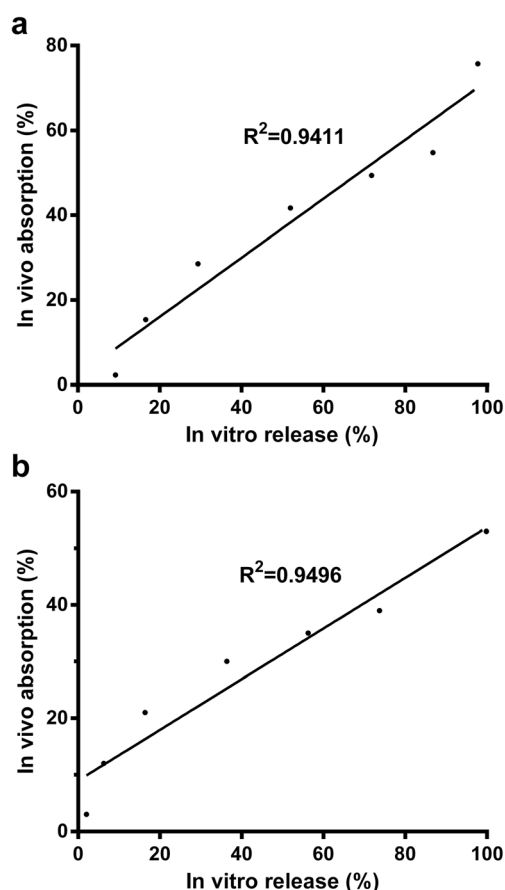 a
80
60
40
20
0
In vivo absorption (%)
R²=0.9411
0 20 40 60 80 100
In vitro release (%)
b
60
40
20
0
In vivo absorption (%)
R²=0.9496
0 20 40 60 80 100
In vitro release (%)